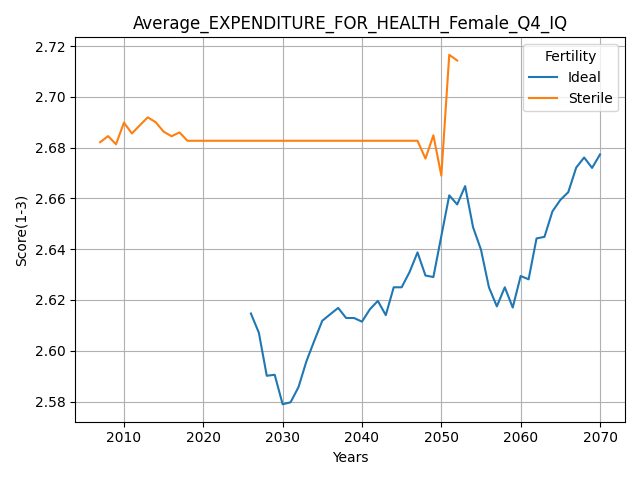 Average_EXPENDITURE_FOR_HEALTH_Female_Q4_IQ
Fertility
Ideal
Sterile
Score(1-3)
2.72
2.70
2.68
2.66
2.64
2.62
2.60
2.58
2010 2020 2030 2040 2050 2060 2070
Years